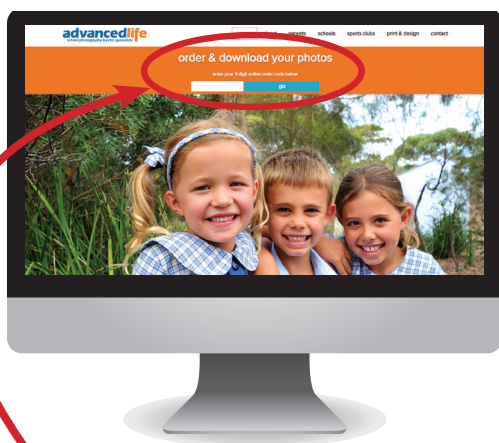 advancedlife
school photography & print specialists
parents schools sports clubs print & design contact
order & download your photos
enter your 9 digit online order code below
go